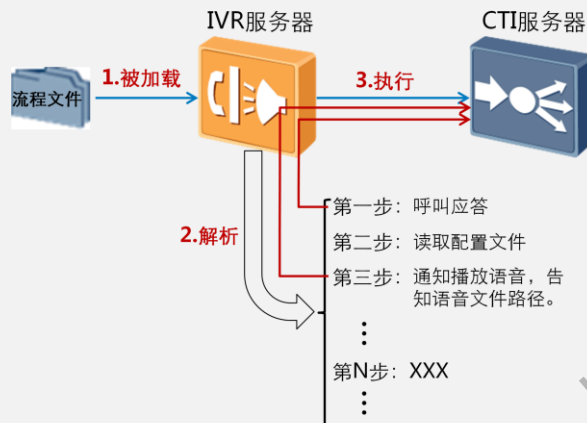 IVR服务器
CTI服务器
流程文件
1.被加载
3.执行
2.解析
第一步：呼叫应答
第二步：读取配置文件
第三步：通知播放语音，告
知语音文件路径。
第N步：XXX